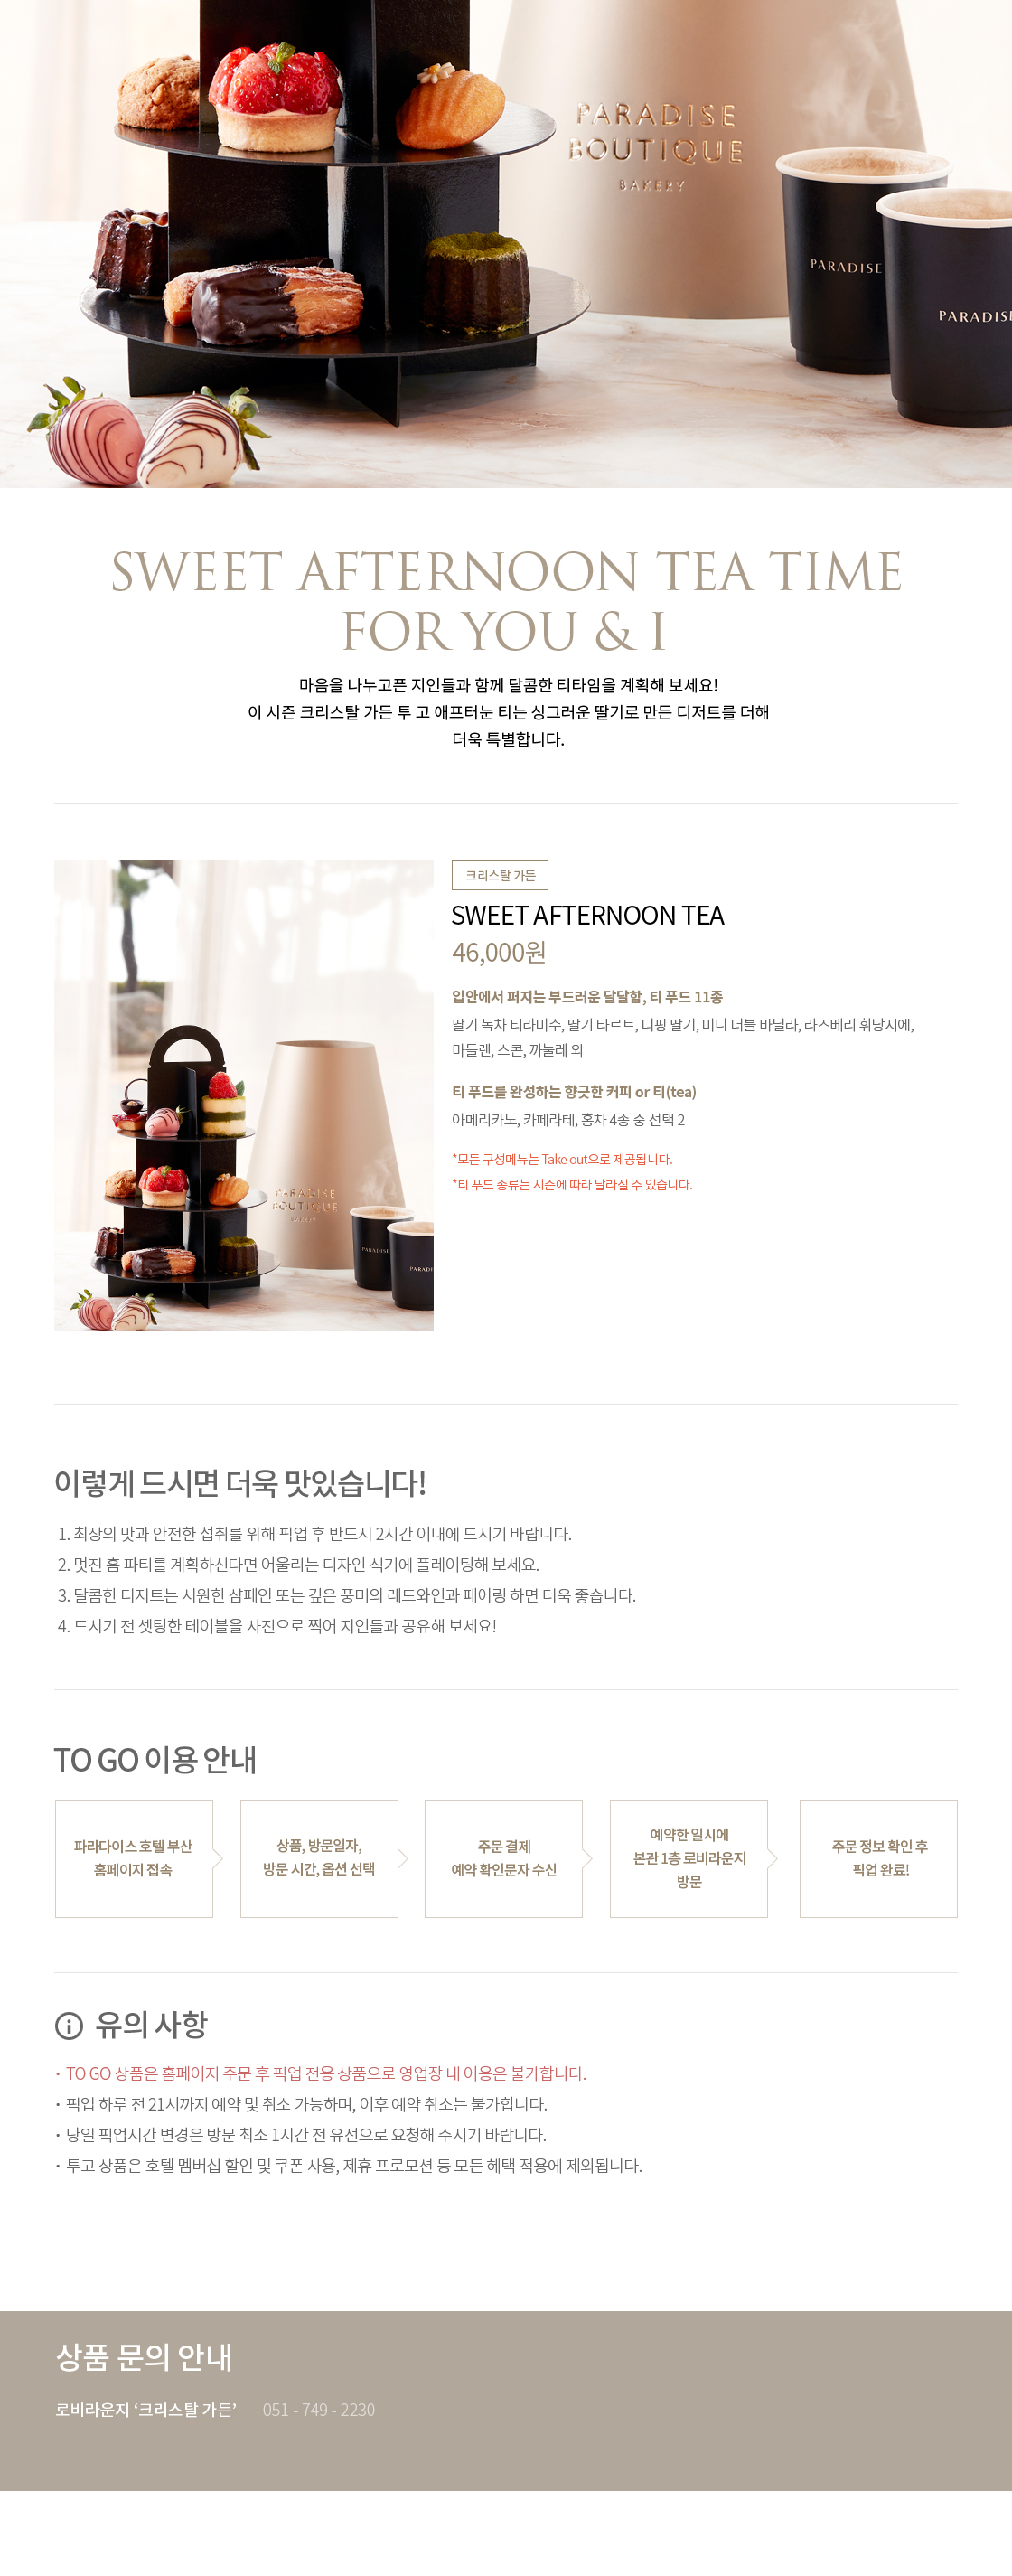 PARADISE
BOUTIQUE
BAKERY
PARADISE
PARADISE
SWEET AFTERNOON TEA TIME
FOR YOU & I
마음을 나누고픈 지인들과 함께 달콤한 티타임을 계획해 보세요!
이 시즌 크리스탈 가든 투 고 애프터눈 티는 싱그러운 딸기로 만든 디저트를 더해
더욱 특별합니다.
크리스탈 가든
SWEET AFTERNOON TEA
46,000원
입안에서 퍼지는 부드러운 달달함, 티 푸드 11종
딸기 녹차 티라미수, 딸기 타르트, 디핑 딸기, 미니 더블 바닐라, 라즈베리 휘낭시에,
마들렌, 스콘, 까눌레 외
티 푸드를 완성하는 향긋한 커피 or 티(tea)
아메리카노, 카페라테, 홍차 4종 중 선택 2
*모든 구성메뉴는 Take out으로 제공됩니다.
*티 푸드 종류는 시즌에 따라 달라질 수 있습니다.
PARADISE
BOUTIQUE
BAKERY
PARADISE
PARADISE
이렇게 드시면 더욱 맛있습니다!
1. 최상의 맛과 안전한 섭취를 위해 픽업 후 반드시 2시간 이내에 드시기 바랍니다.
2. 멋진 홈 파티를 계획하신다면 어울리는 디자인 식기에 플레이팅해 보세요.
3. 달콤한 디저트는 시원한 샴페인 또는 깊은 풍미의 레드와인과 페어링 하면 더욱 좋습니다.
4. 드시기 전 셋팅한 테이블을 사진으로 찍어 지인들과 공유해 보세요!
TO GO 이용 안내
파라다이스 호텔 부산
홈페이지 접속
상품, 방문일자,
방문 시간, 옵션 선택
주문 결제
예약 확인문자 수신
예약한 일시에
본관 1층 로비라운지
방문
주문 정보 확인 후
픽업 완료!
유의 사항
· TO GO 상품은 홈페이지 주문 후 픽업 전용 상품으로 영업장 내 이용은 불가합니다.
· 픽업 하루 전 21시까지 예약 및 취소 가능하며, 이후 예약 취소는 불가합니다.
· 당일 픽업시간 변경은 방문 최소 1시간 전 유선으로 요청해 주시기 바랍니다.
· 투고 상품은 호텔 멤버십 할인 및 쿠폰 사용, 제휴 프로모션 등 모든 혜택 적용에 제외됩니다.
상품 문의 안내
로비라운지 ‘크리스탈 가든’ 051 - 749 - 2230